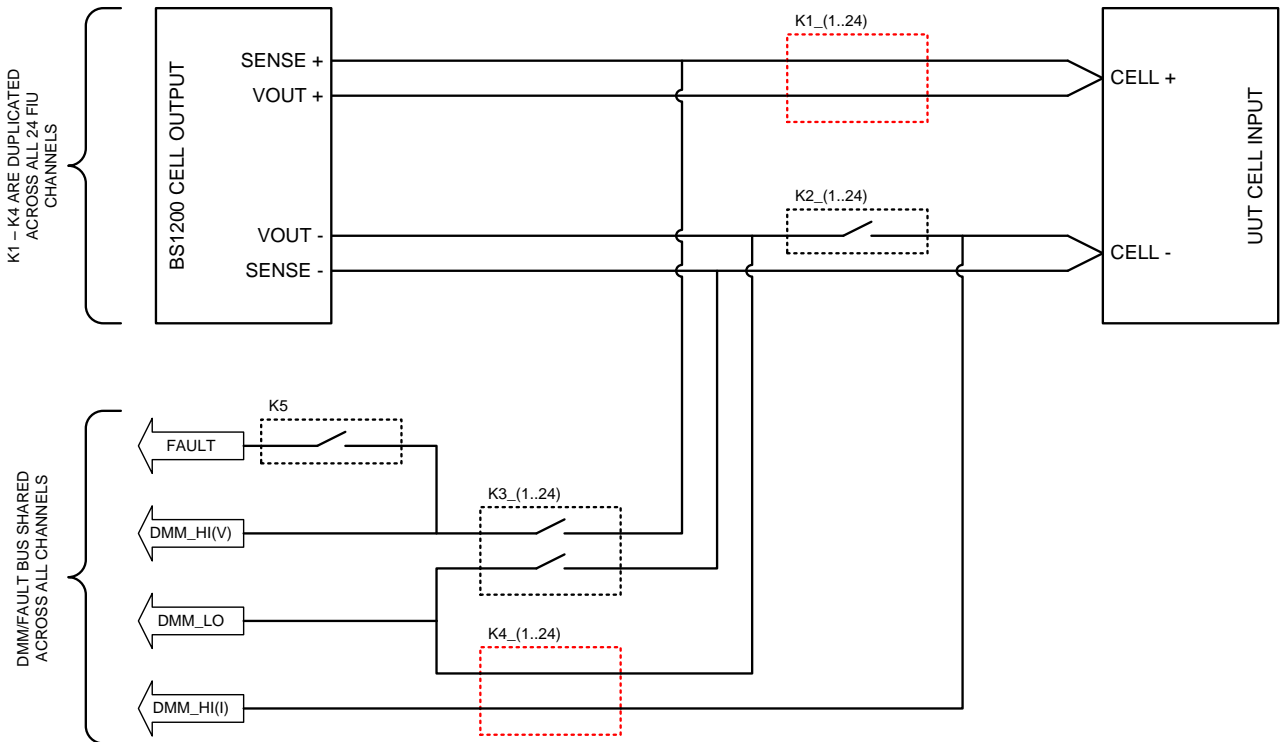 K1 – K4 ARE DUPLICATED
ACROSS ALL 24 FIU
CHANNELS
BS1200 CELL OUTPUT
SENSE +
VOUT +
VOUT -
SENSE -
K1_(1..24)
K2_(1..24)
CELL +
CELL -
UUT CELL INPUT
DMM/FAULT BUS SHARED
ACROSS ALL CHANNELS
K5
FAULT
DMM_HI(V)
DMM_LO
DMM_HI(I)
K3_(1..24)
K4_(1..24)